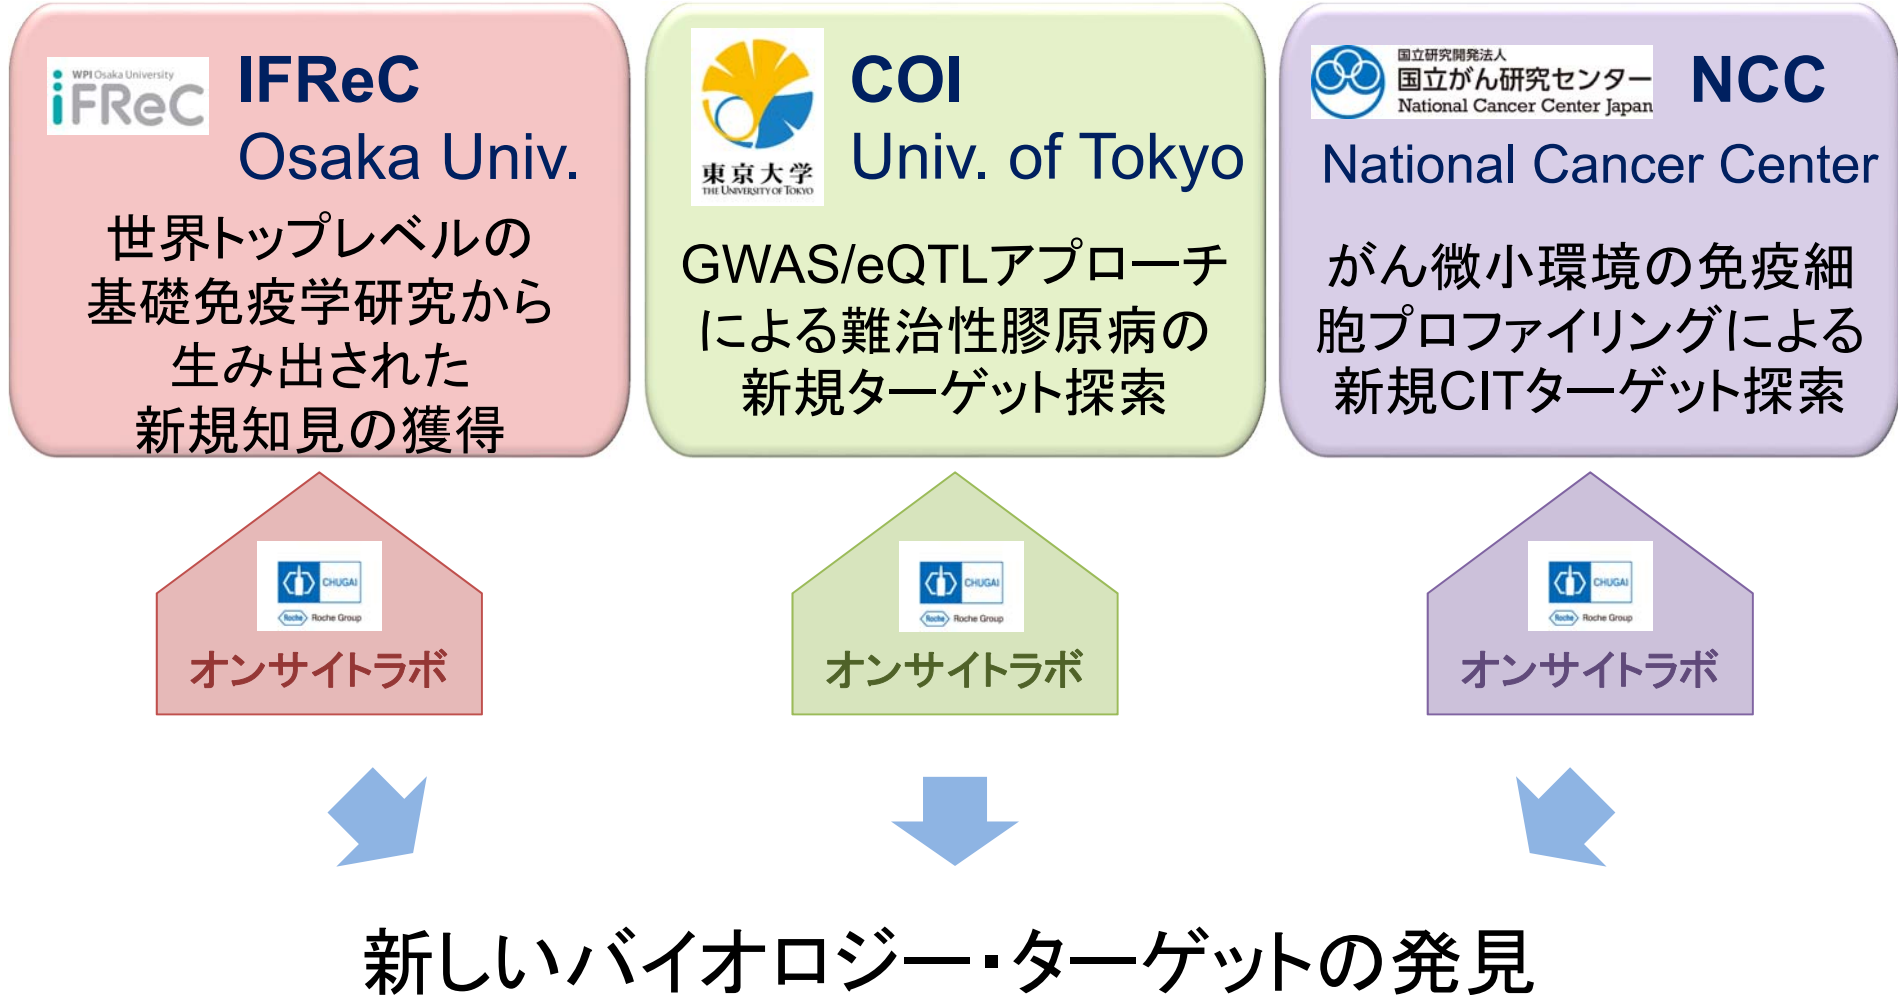 WPI Osaka University
iFReC
IFReC
Osaka Univ.
世界トップレベルの
基礎免疫学研究から
生み出された
新規知見の獲得
東京大学
THE UNIVERSITY OF TOKYO
COI
Univ. of Tokyo
GWAS/eQTLアプローチ
による難治性膠原病の
新規ターゲット探索
国立研究開発法人
国立がん研究センター
National Cancer Center Japan
NCC
National Cancer Center
がん微小環境の免疫細
胞プロファイリングによる
新規CITターゲット探索
CHUGAI
Roche Roche Group
オンサイトラボ
CHUGAI
Roche Roche Group
オンサイトラボ
CHUGAI
Roche Roche Group
オンサイトラボ
新しいバイオロジー・ターゲットの発見